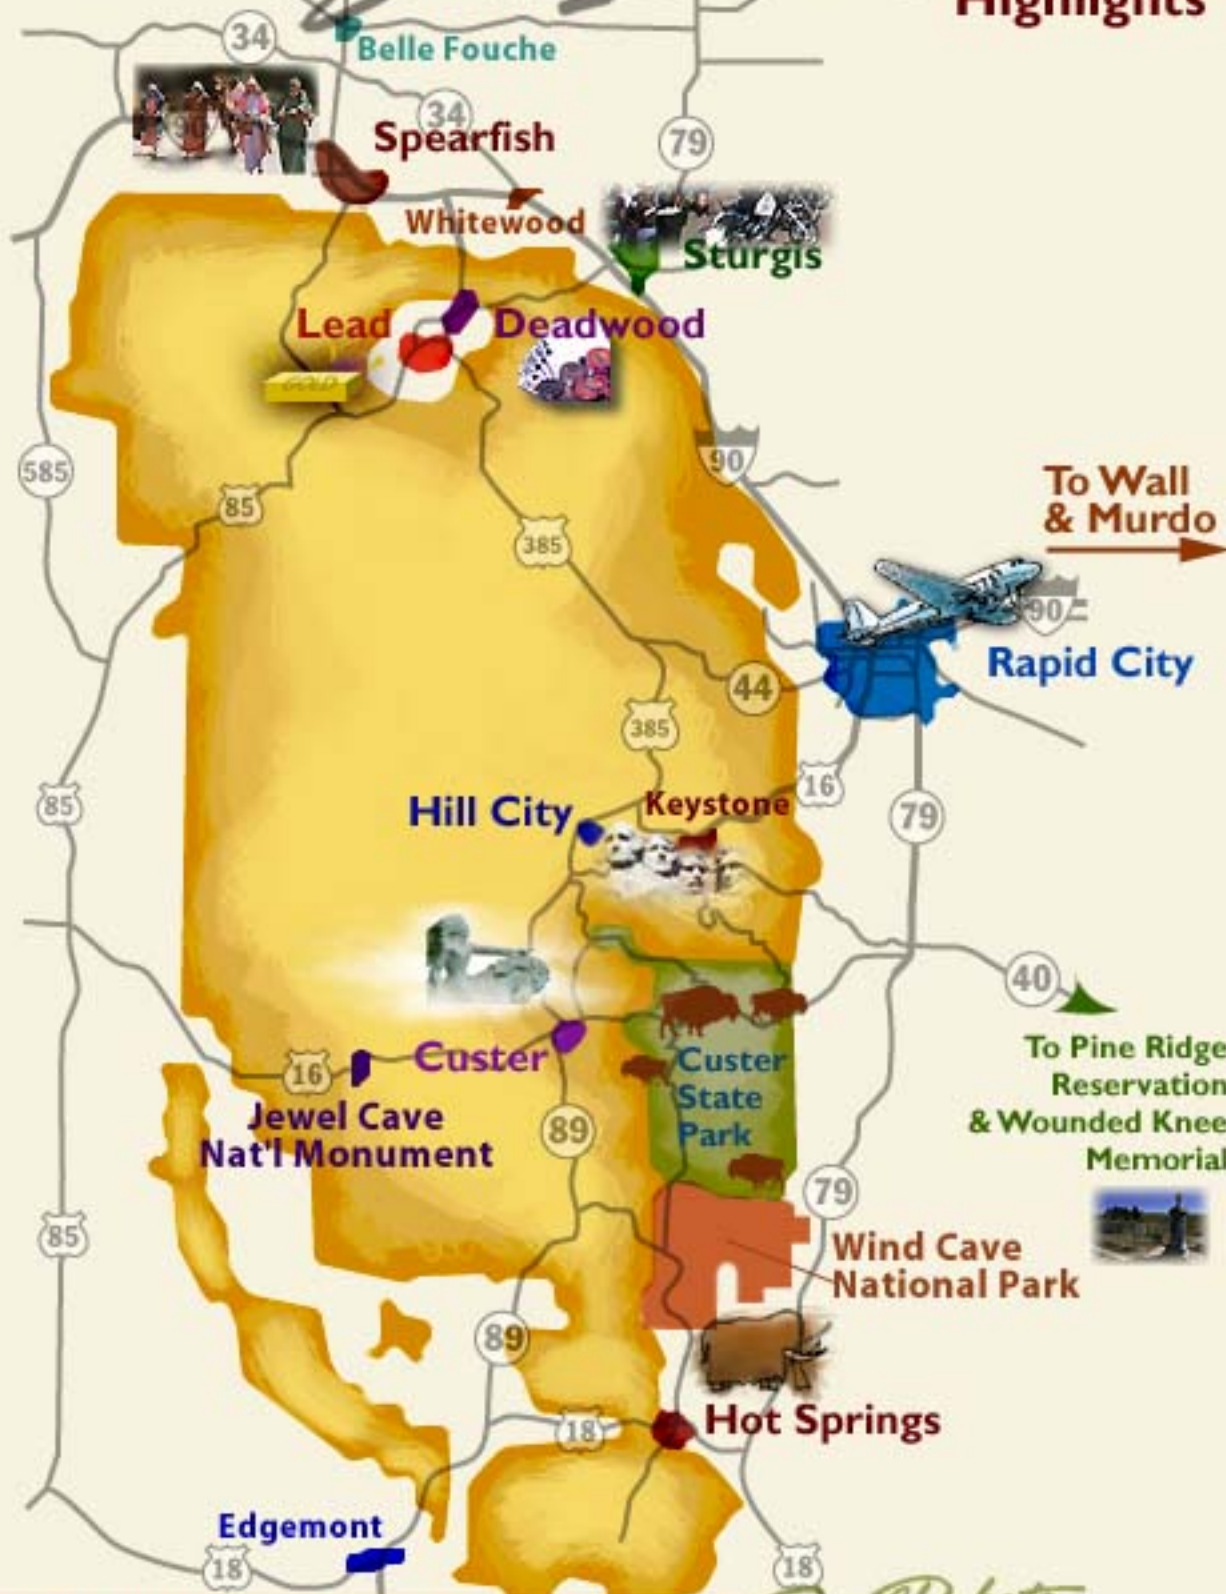 Highlights
34
Belle Fouche
90
34
Spearfish
79
Whitewood
Sturgis
Lead
Deadwood
GOLD
90
585
To Wall
& Murdo
85
385
90
Rapid City
44
385
16
85
Hill City
Keystone
79
40
To Pine Ridge
Reservation
& Wounded Knee
Memorial
Custer
Custer
State
Park
16
Jewel Cave
Nat'l Monument
89
79
85
Wind Cave
National Park
89
Hot Springs
18
Edgemont
18
18